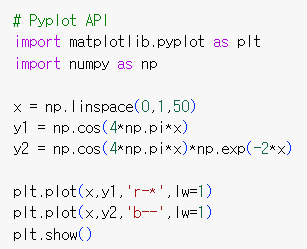 # Pyplot API
import matplotlib.pyplot as plt
import numpy as np
x = np.linspace(0,1,50)
y1 = np.cos(4*np.pi*x)
y2 = np.cos(4*np.pi*x)*np.exp(-2*x)
plt.plot(x,y1,'r-*',lw=1)
plt.plot(x,y2,'b--',lw=1)
plt.show()